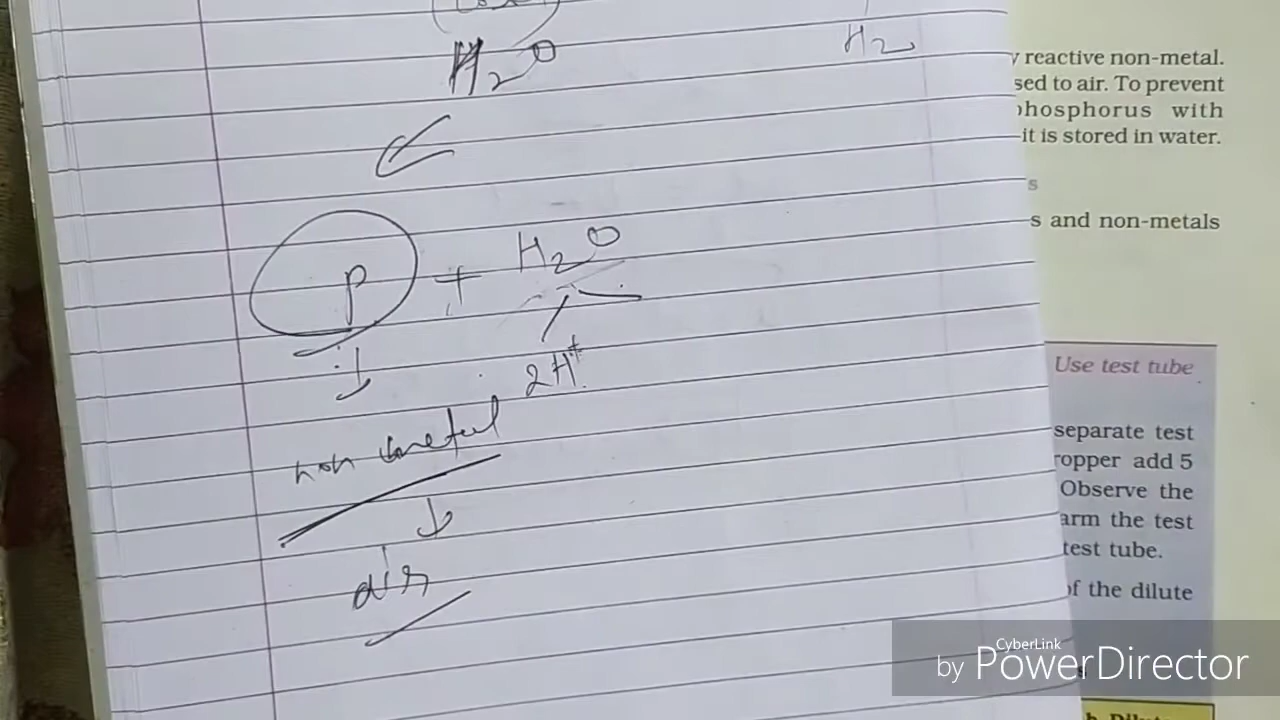 H2O
H2
P + H2O
2H+
non metal
air
y reactive non-metal.
sed to air. To prevent
phosphorus with
it is stored in water.
s
s and non-metals
Use test tube
separate test
ropper add 5
Observe the
arm the test
test tube.
of the dilute
CyberLink
by PowerDirector